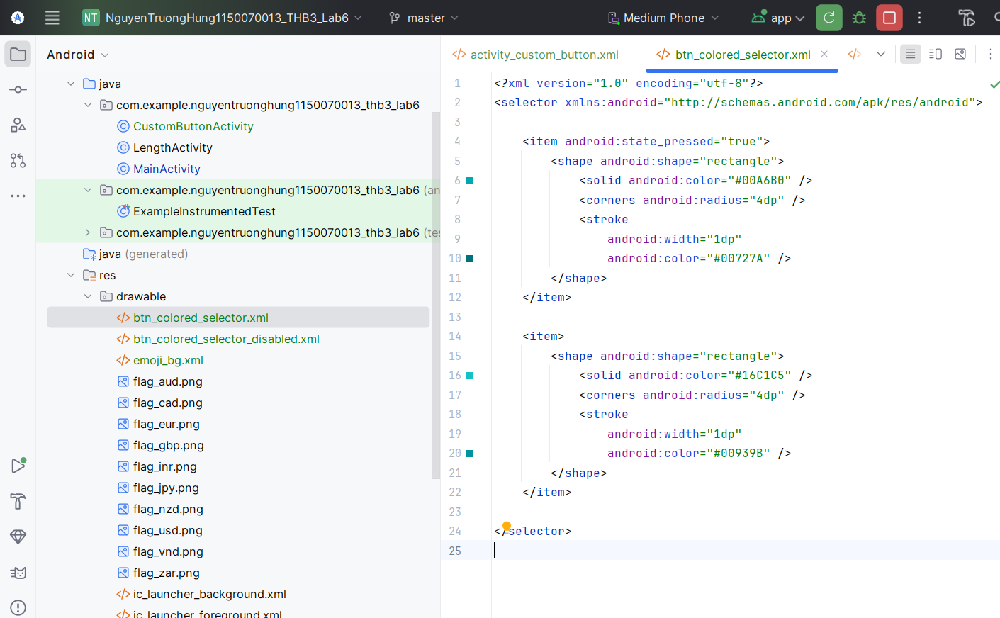 NT NguyenTruongHung1150070013_THB3_Lab6 master Medium Phone app
Android
java
com.example.nguyentruonghung1150070013_thb3_lab6
CustomButtonActivity
LengthActivity
MainActivity
com.example.nguyentruonghung1150070013_thb3_lab6 (an
ExampleInstrumentedTest
com.example.nguyentruonghung1150070013_thb3_lab6 (tes
java (generated)
res
drawable
btn_colored_selector.xml
btn_colored_selector_disabled.xml
emoji_bg.xml
flag_aud.png
flag_cad.png
flag_eur.png
flag_gbp.png
flag_inr.png
flag_jpy.png
flag_nzd.png
flag_usd.png
flag_vnd.png
flag_zar.png
ic_launcher_background.xml
ic_launcher_foreground.xml
activity_custom_button.xml btn_colored_selector.xml
1 <?xml version="1.0" encoding="utf-8"?>
2 <selector xmlns:android="http://schemas.android.com/apk/res/android">
3
4 <item android:state_pressed="true">
5 <shape android:shape="rectangle">
6 <solid android:color="#00A6B0" />
7 <corners android:radius="4dp" />
8 <stroke
9 android:width="1dp"
10 android:color="#00727A" />
11 </shape>
12 </item>
13
14 <item>
15 <shape android:shape="rectangle">
16 <solid android:color="#16C1C5" />
17 <corners android:radius="4dp" />
18 <stroke
19 android:width="1dp"
20 android:color="#00939B" />
21 </shape>
22 </item>
23
24 </selector>
25